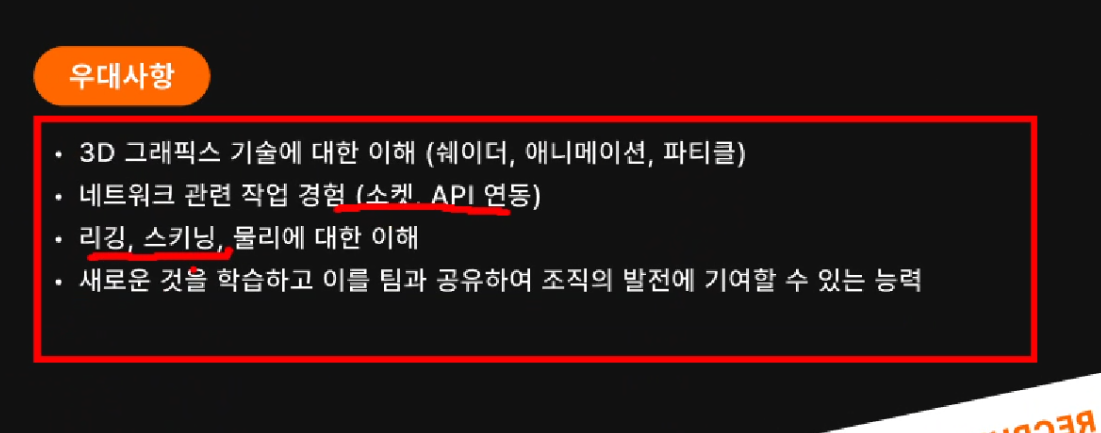 우대사항
• 3D 그래픽스 기술에 대한 이해 (쉐이더, 애니메이션, 파티클)
• 네트워크 관련 작업 경험 (소켓, API 연동)
• 리깅, 스키닝, 물리에 대한 이해
• 새로운 것을 학습하고 이를 팀과 공유하여 조직의 발전에 기여할 수 있는 능력